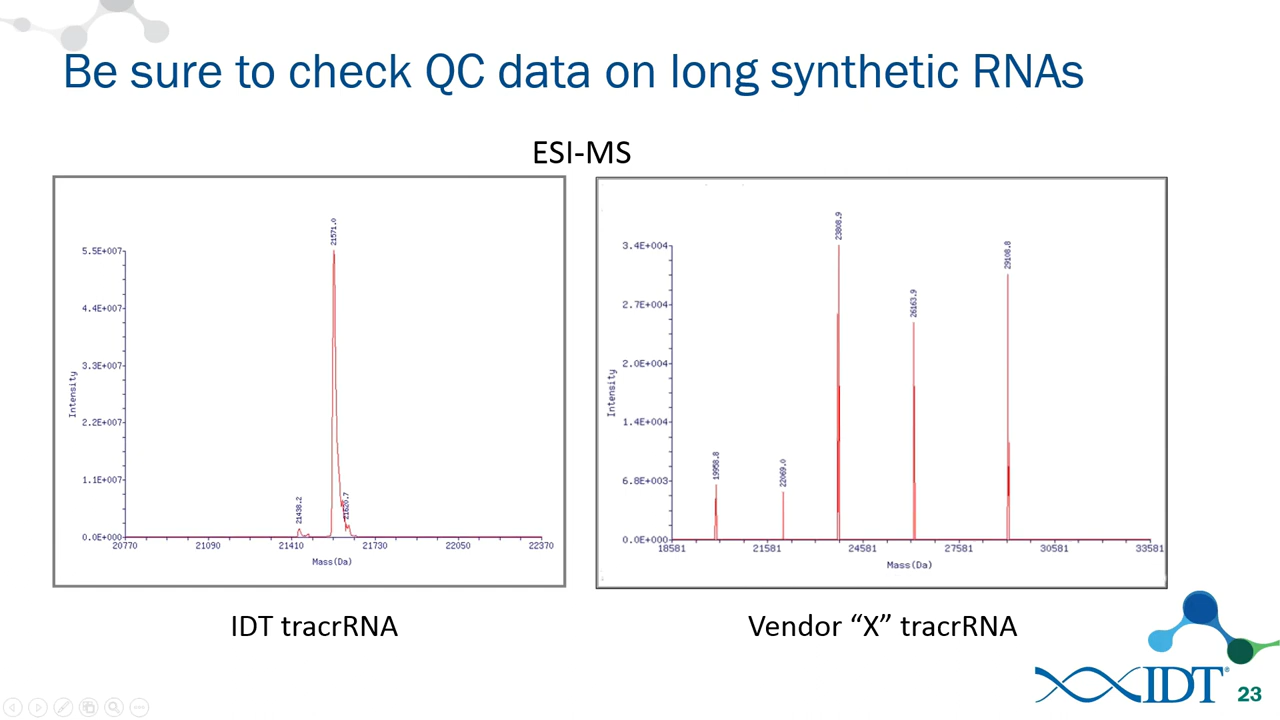 Be sure to check QC data on long synthetic RNAs
ESI-MS
5.5E+007
4.4E+007
3.3E+007
2.2E+007
1.1E+007
0.0E+000
Intensity
21438.2
21571.0
21620.7
20770 21090 21410 21730 22050 22370
Mass(Da)
IDT tracrRNA
3.4E+004
2.7E+004
2.0E+004
1.4E+004
6.8E+003
0.0E+000
Intensity
19958.8
22069.0
23808.9
26163.9
29108.8
18581 21581 24581 27581 30581 33581
Mass(Da)
Vendor “X” tracrRNA
IDT®
23